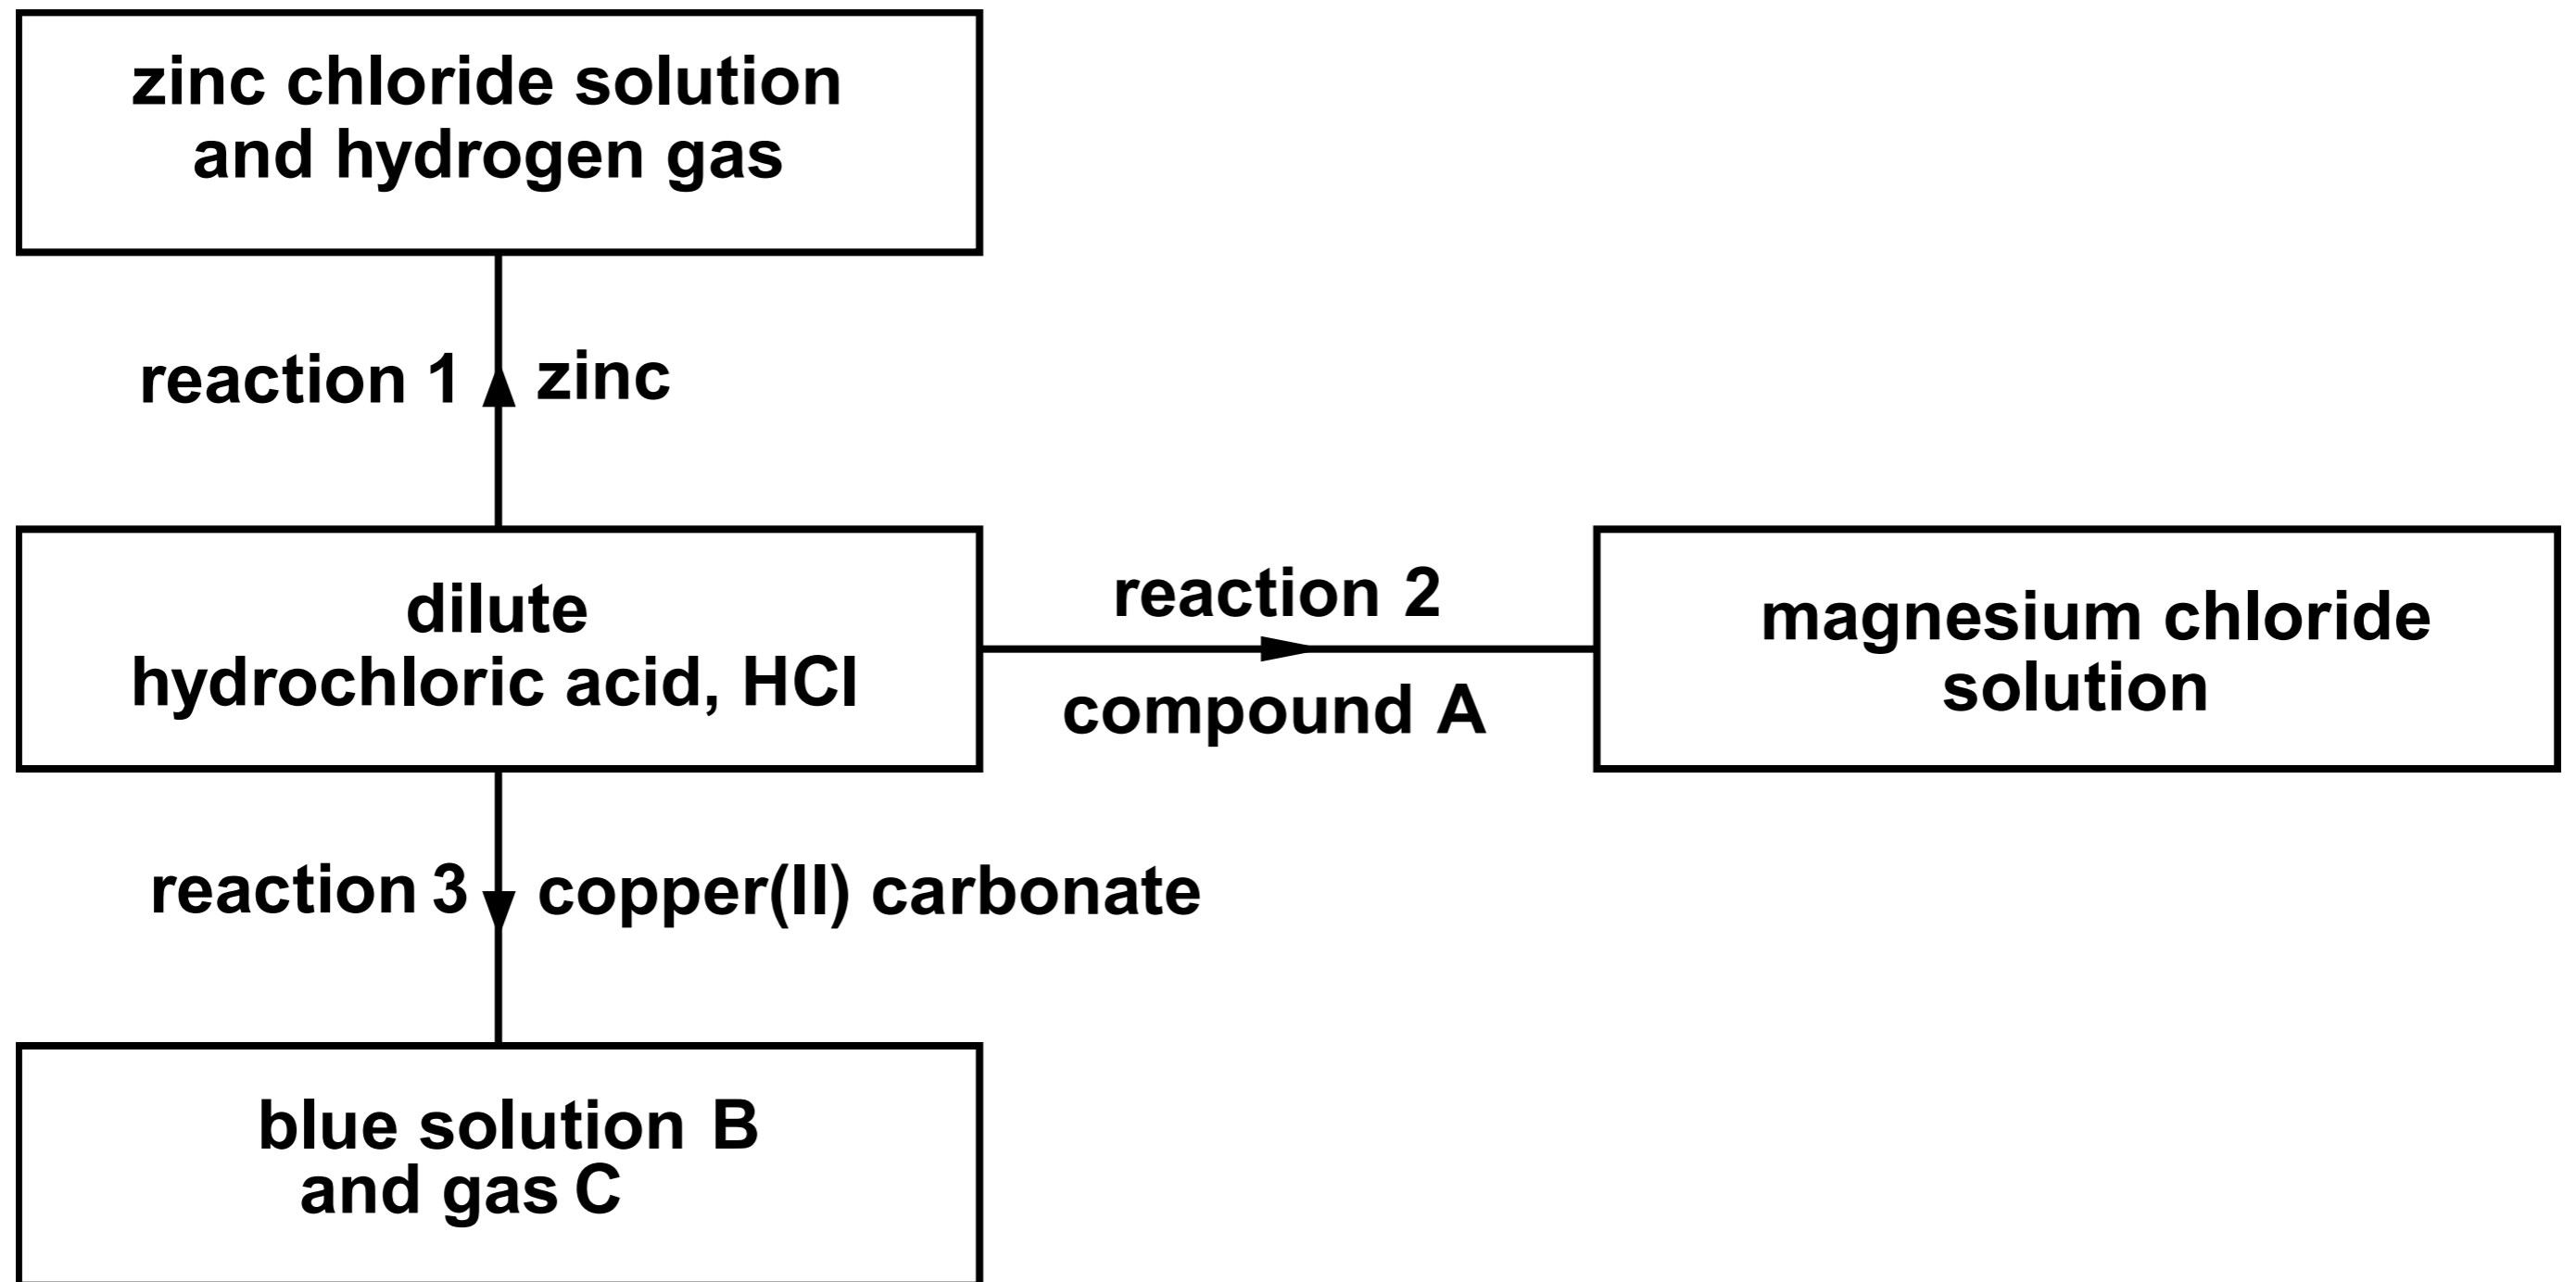 zinc chloride solution
and hydrogen gas
reaction 1 zinc
dilute
hydrochloric acid, HCl
reaction 2
compound A
magnesium chloride
solution
reaction 3 copper(II) carbonate
blue solution B
and gas C